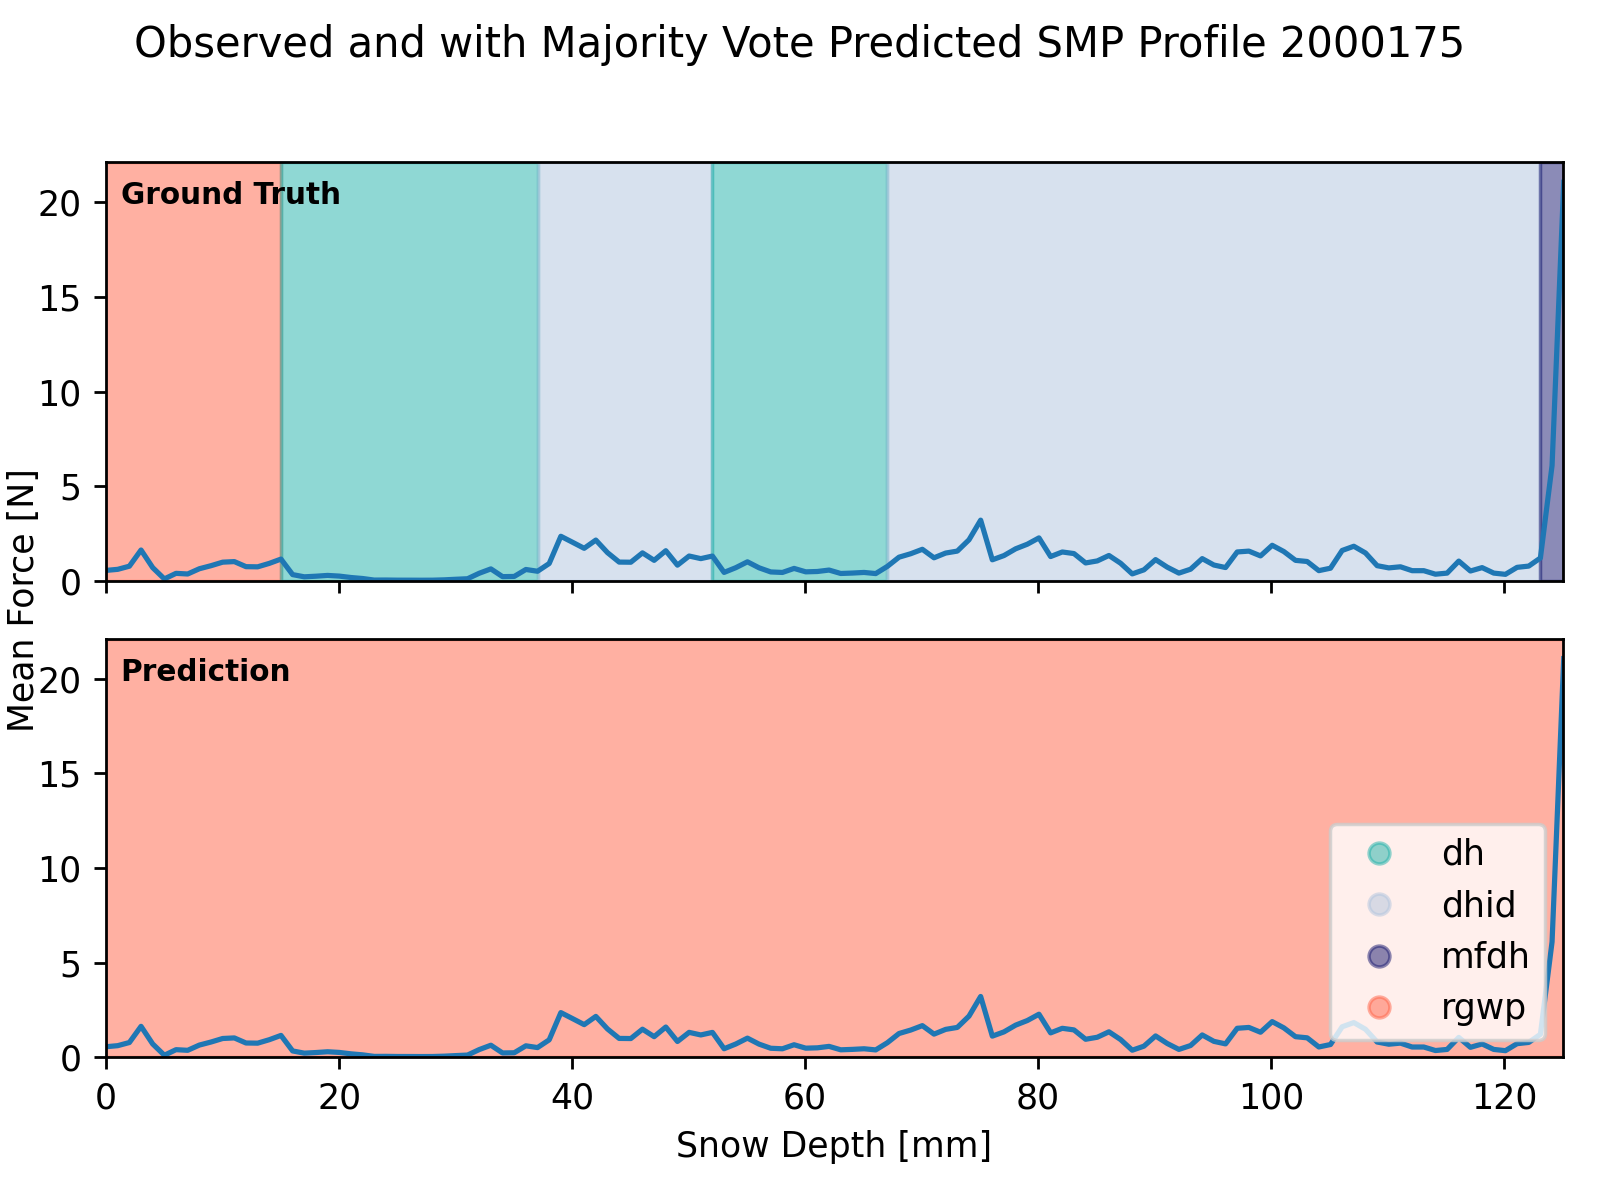 Observed and with Majority Vote Predicted SMP Profile 2000175
Mean Force [N]
Ground Truth
20
15
10
5
0
Prediction
20
15
10
5
0
dh
dhid
mfdh
rgwp
0 20 40 60 80 100 120
Snow Depth [mm]